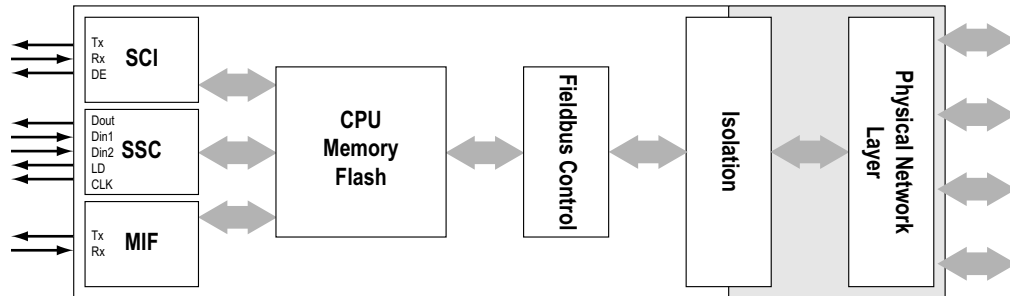 Tx
Rx
DE
SCI
Dout
Din1
Din2
LD
CLK
SSC
Tx
Rx
MIF
CPU
Memory
Flash
Fieldbus Control
Isolation
Physical Network
Layer